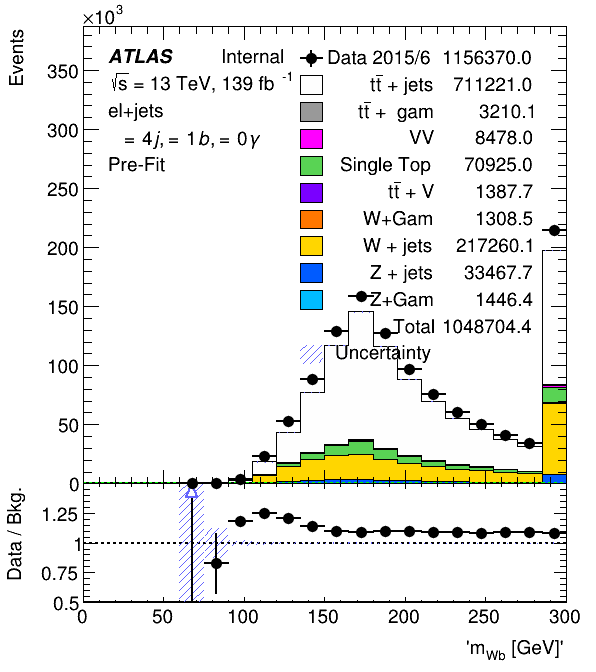 ×10³
Events
ATLAS Internal
√s = 13 TeV, 139 fb⁻¹
el+jets
= 4j, = 1b, = 0γ
Pre-Fit
Data 2015/6 1156370.0
tt̄ + jets 711221.0
tt̄ + gam 3210.1
VV 8478.0
Single Top 70925.0
tt̄ + V 1387.7
W+Gam 1308.5
W + jets 217260.1
Z + jets 33467.7
Z+Gam 1446.4
Total 1048704.4
Uncertainty
350
300
250
200
150
100
50
0
Data / Bkg.
1.25
1
0.75
0.5
0 50 100 150 200 250 300
'm_Wb [GeV]'